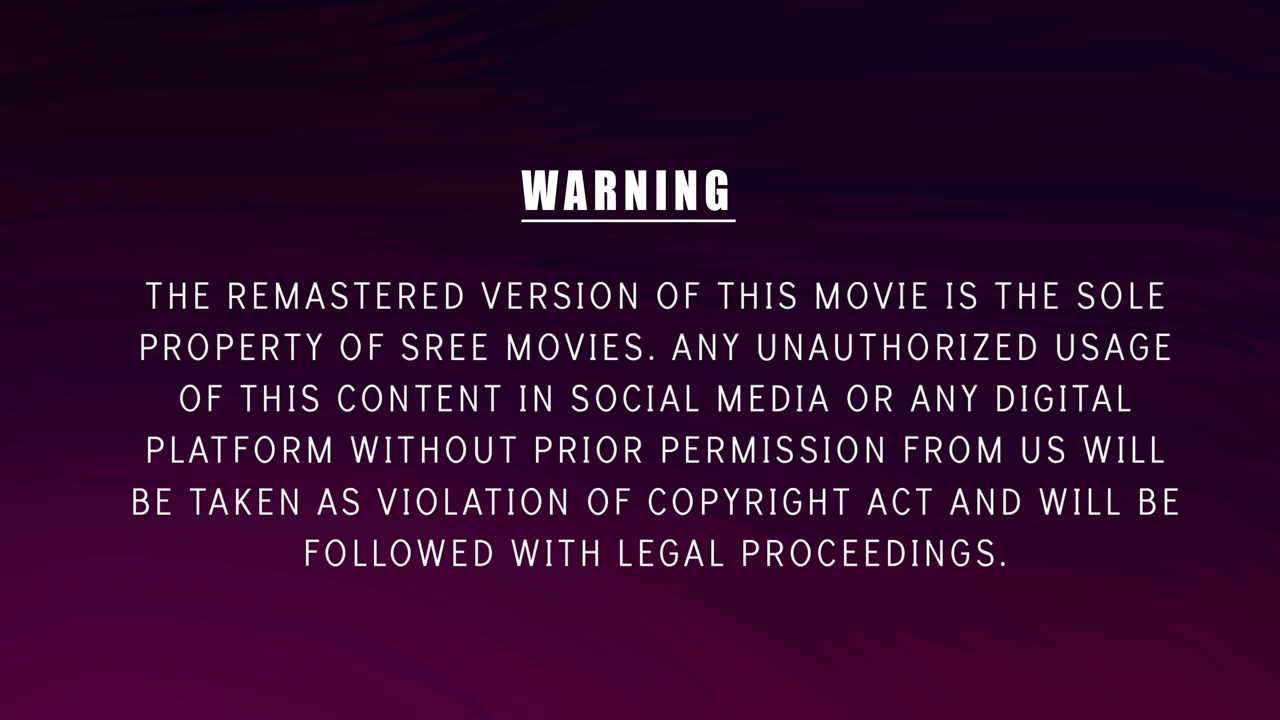 WARNING
THE REMASTERED VERSION OF THIS MOVIE IS THE SOLE
PROPERTY OF SREE MOVIES. ANY UNAUTHORIZED USAGE
OF THIS CONTENT IN SOCIAL MEDIA OR ANY DIGITAL
PLATFORM WITHOUT PRIOR PERMISSION FROM US WILL
BE TAKEN AS VIOLATION OF COPYRIGHT ACT AND WILL BE
FOLLOWED WITH LEGAL PROCEEDINGS.